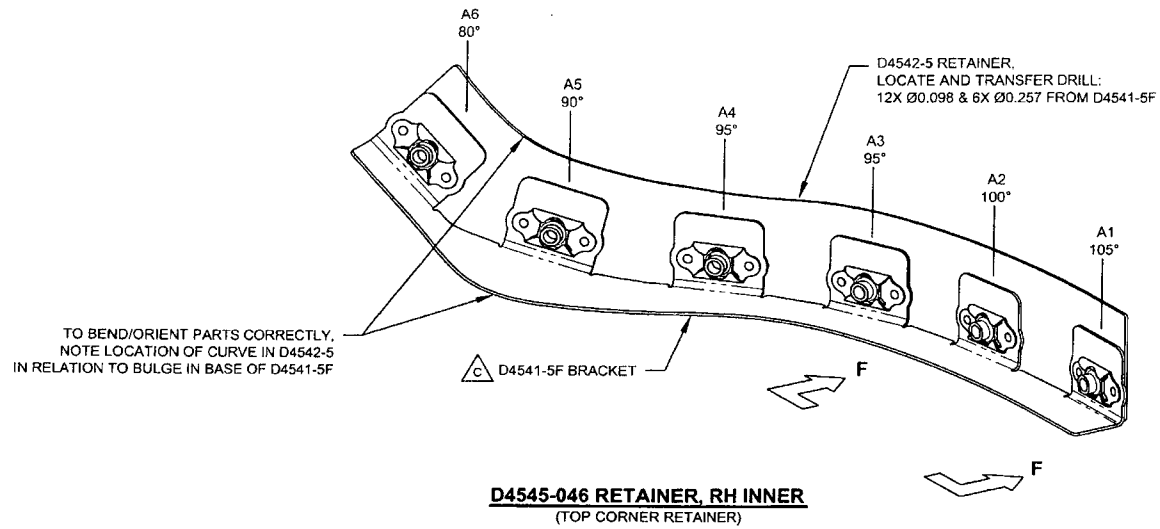 A6
80°
A5
90°
A4
95°
A3
95°
A2
100°
A1
105°
D4542-5 RETAINER,
LOCATE AND TRANSFER DRILL:
12X Ø0.098 & 6X Ø0.257 FROM D4541-5F
TO BEND/ORIENT PARTS CORRECTLY,
NOTE LOCATION OF CURVE IN D4542-5
IN RELATION TO BULGE IN BASE OF D4541-5F
C D4541-5F BRACKET
F
F
D4545-046 RETAINER, RH INNER
(TOP CORNER RETAINER)